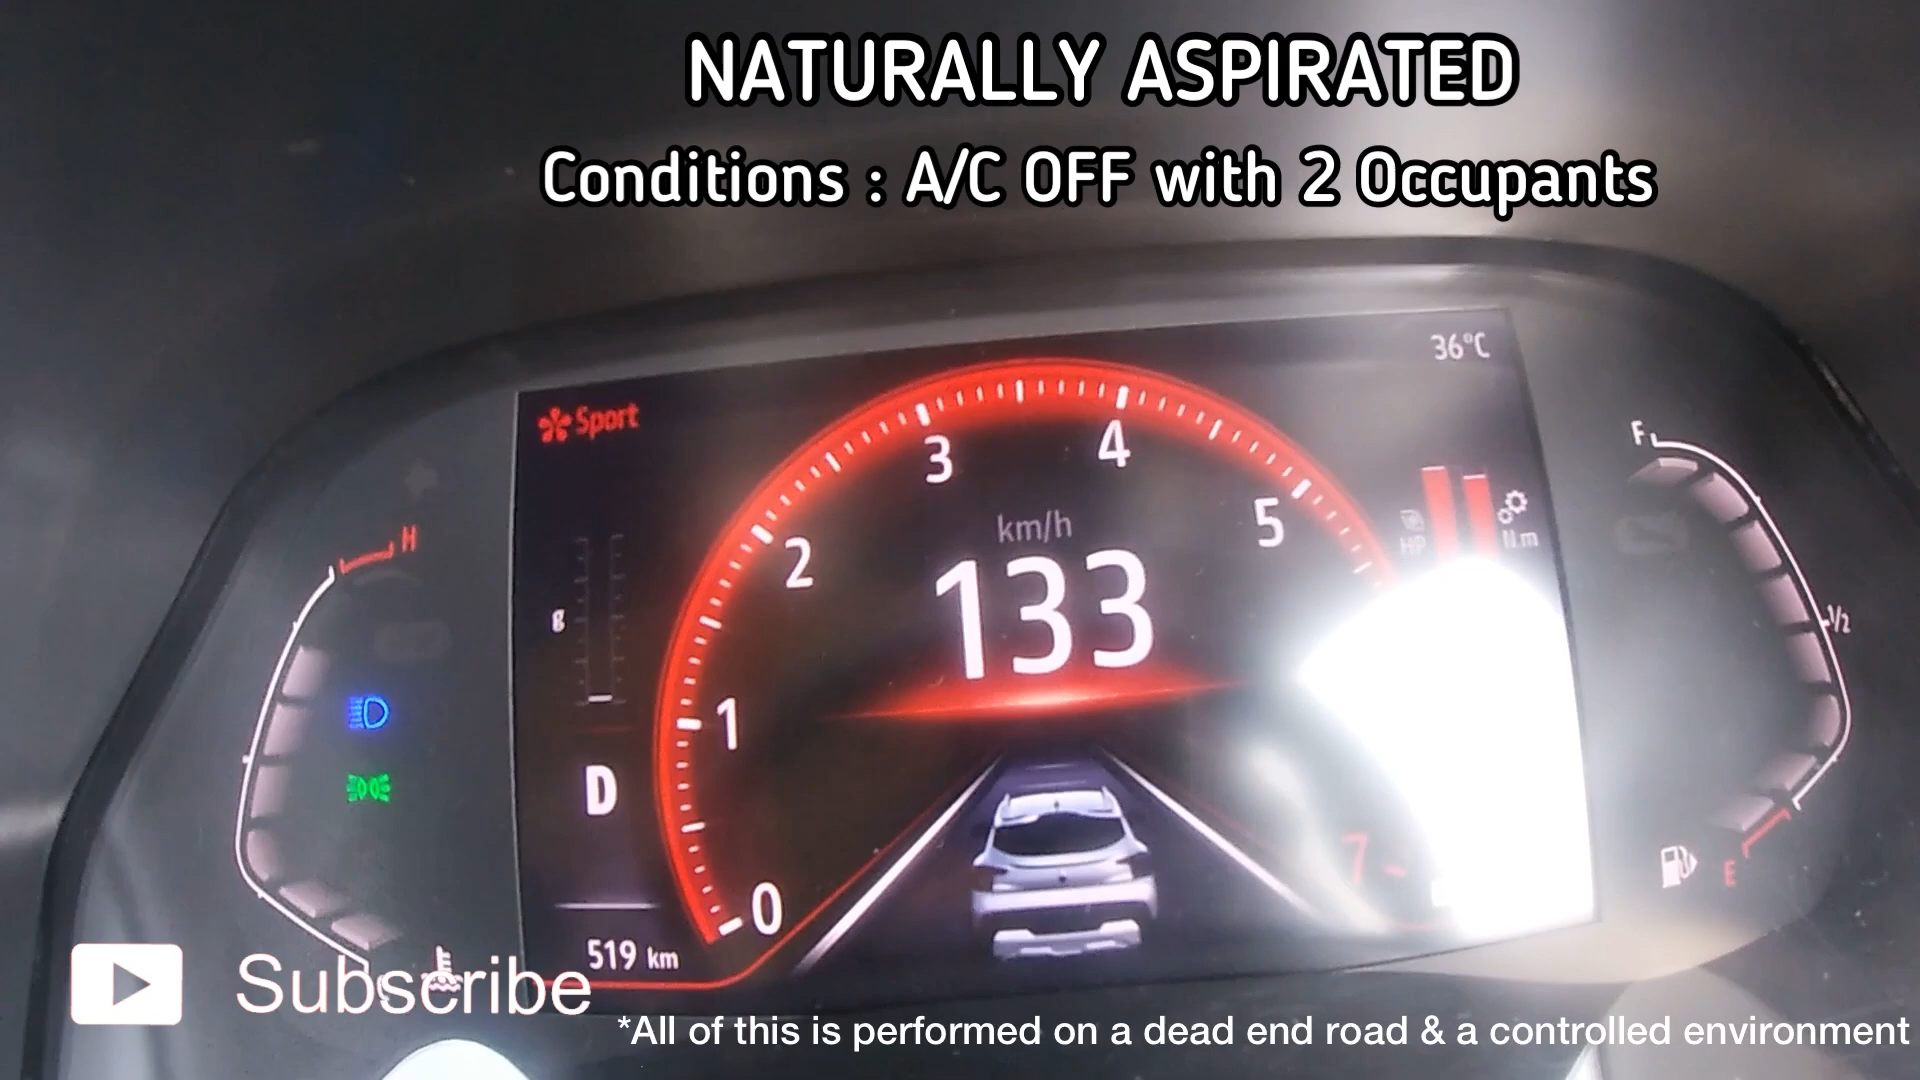 NATURALLY ASPIRATED
Conditions : A/C OFF with 2 Occupants
36°C
Sport
F
3
4
H
km/h
2
5
HP
N.m
133
g
1/2
1
D
7
E
0
519 km
Subscribe
*All of this is performed on a dead end road & a controlled environment